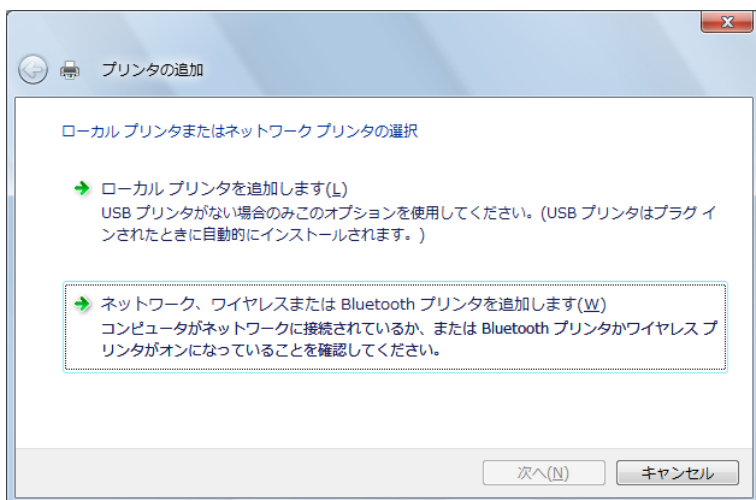 プリンタの追加
ローカル プリンタまたはネットワーク プリンタの選択
ローカル プリンタを追加します(L)
USB プリンタがない場合のみこのオプションを使用してください。(USB プリンタはプラグ イ
ンされたときに自動的にインストールされます。)
ネットワーク、ワイヤレスまたは Bluetooth プリンタを追加します(W)
コンピュータがネットワークに接続されているか、または Bluetooth プリンタかワイヤレス プ
リンタがオンになっていることを確認してください。
次へ(N)
キャンセル